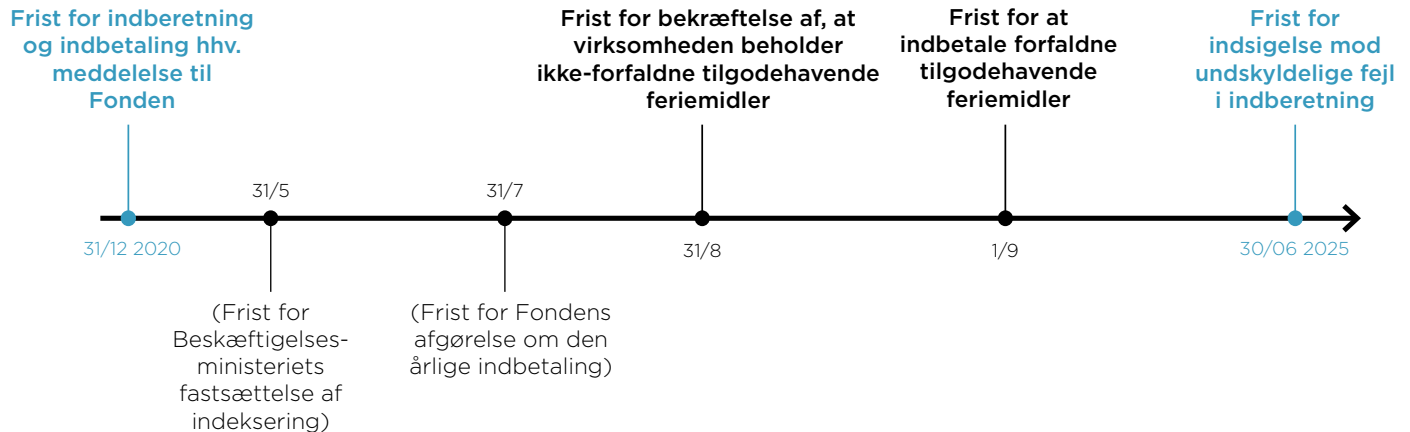 Frist for indberetning
og indbetaling hhv.
meddelelse til
Fonden
Frist for bekræftelse af, at
virksomheden beholder
ikke-forfaldne tilgodehavende
feriemidler
Frist for at
indbetale forfaldne
tilgodehavende
feriemidler
Frist for
indsigelse mod
undskyldelige fejl
i indberetning
31/5
31/7
31/12 2020
31/8
1/9
30/06 2025
(Frist for
Beskæftigelses-
ministeriets
fastsættelse af
indeksering)
(Frist for Fondens
afgørelse om den
årlige indbetaling)